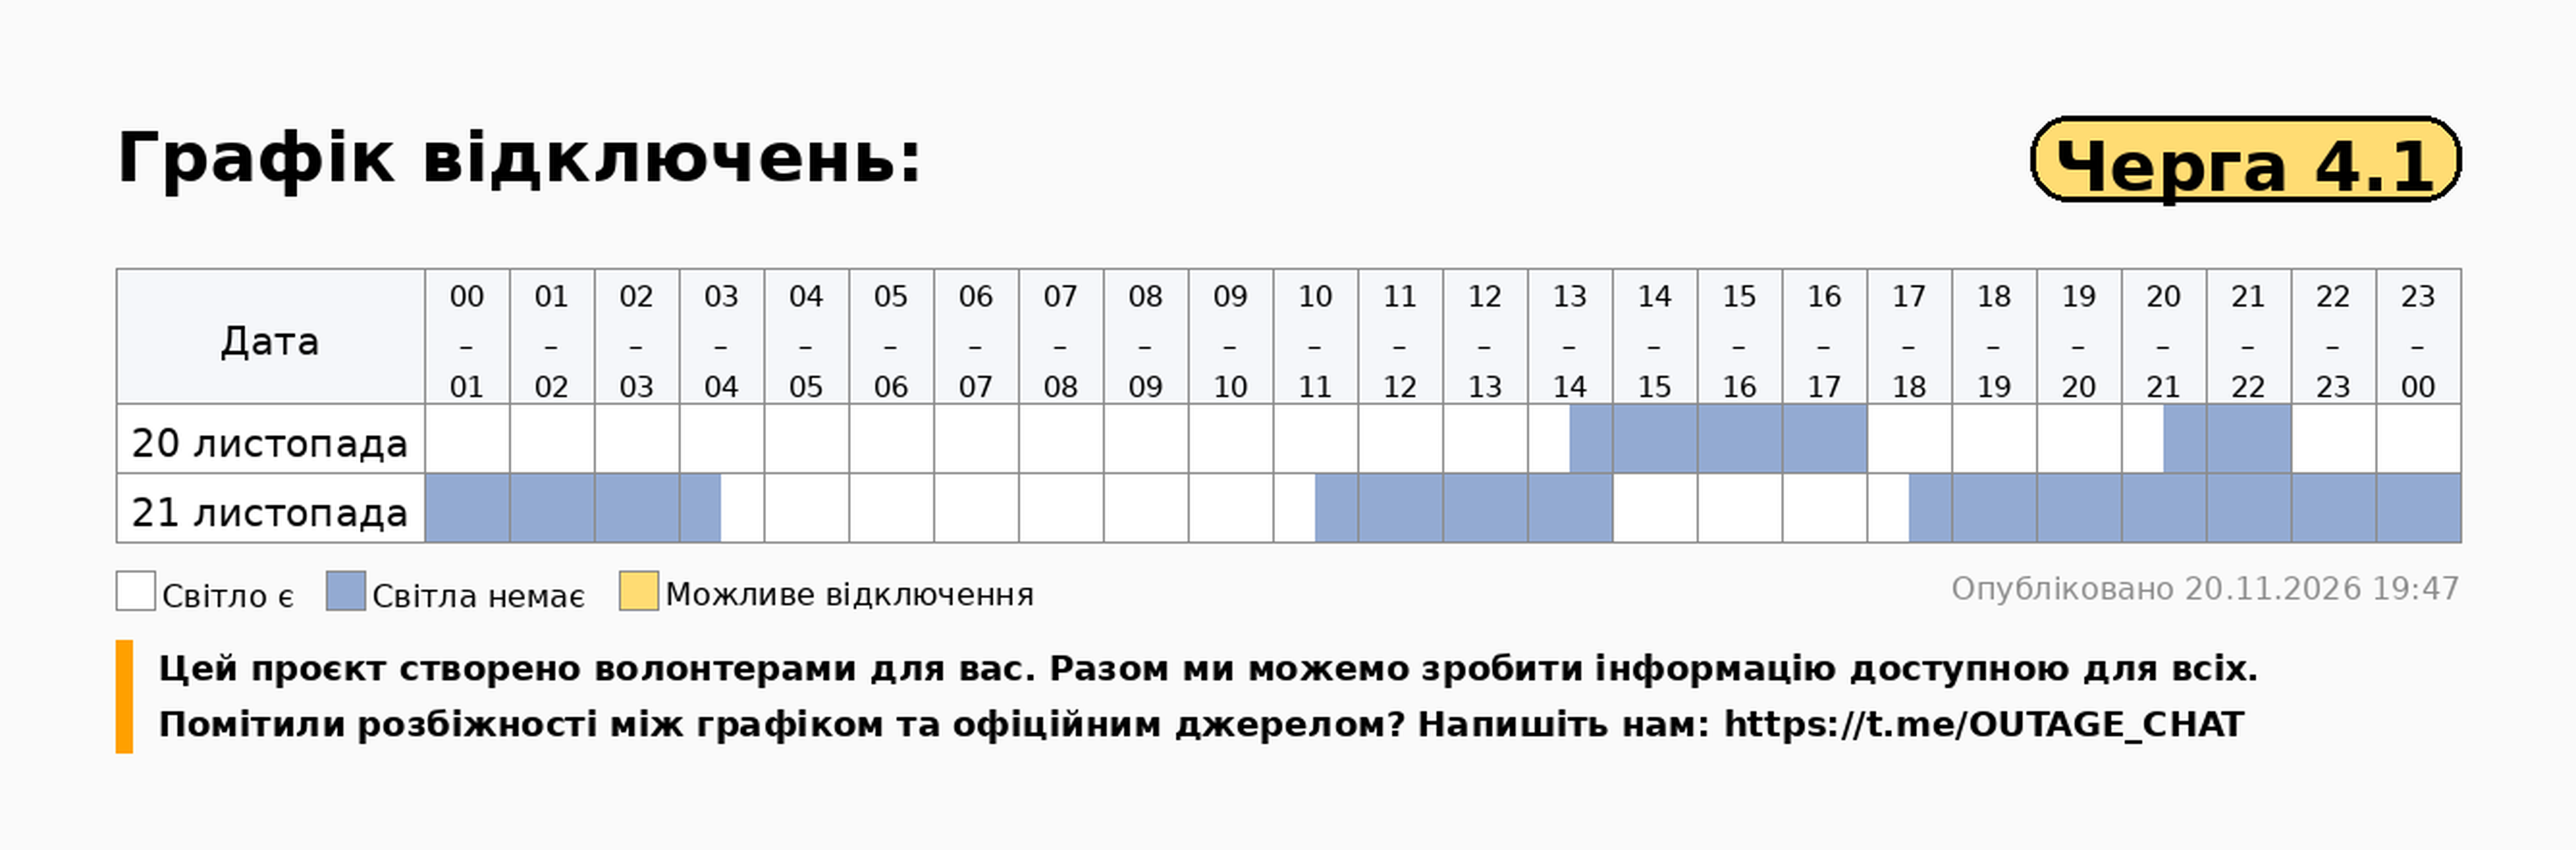 Графік відключень:
Черга 4.1
Дата 00 – 01 01 – 02 02 – 03 03 – 04 04 – 05 05 – 06 06 – 07 07 – 08 08 – 09 09 – 10 10 – 11 11 – 12 12 – 13 13 – 14 14 – 15 15 – 16 16 – 17 17 – 18 18 – 19 19 – 20 20 – 21 21 – 22 22 – 23 23 – 00
20 листопада
21 листопада
Світло є Світла немає Можливе відключення
Опубліковано 20.11.2026 19:47
Цей проєкт створено волонтерами для вас. Разом ми можемо зробити інформацію доступною для всіх.
Помітили розбіжності між графіком та офіційним джерелом? Напишіть нам: https://t.me/OUTAGE_CHAT